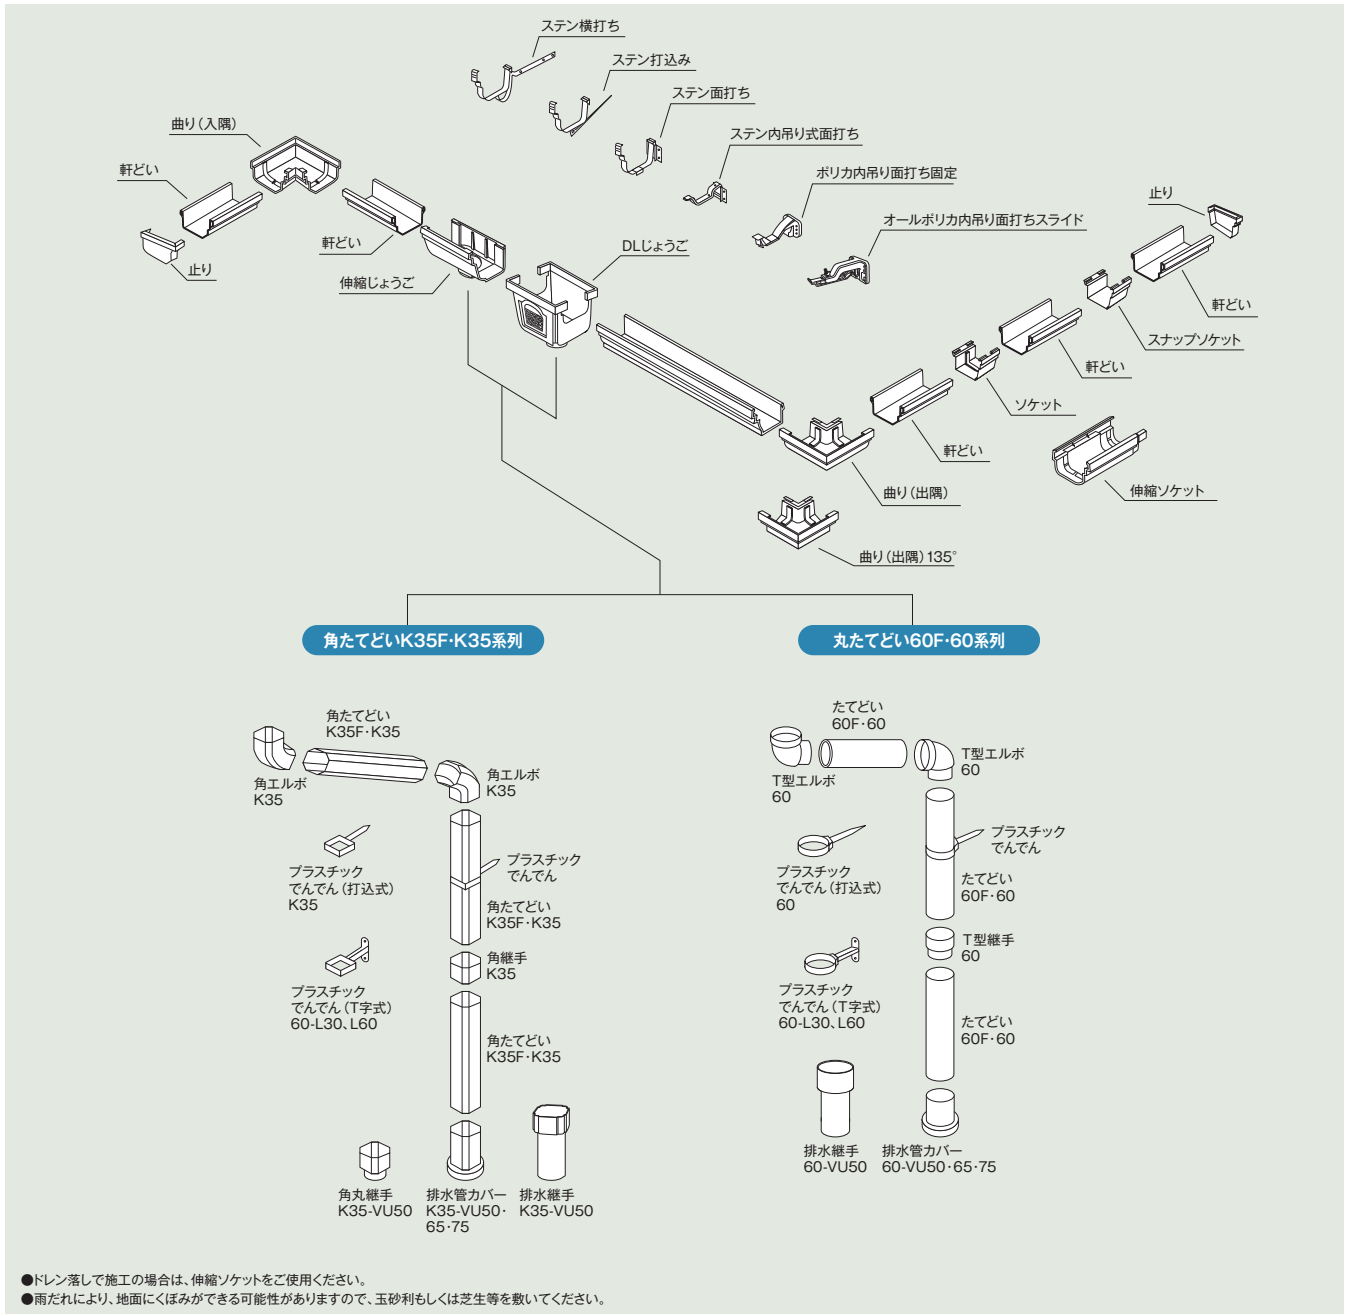 ステン横打ち
ステン打込み
ステン面打ち
ステン内吊り式面打ち
ポリカ内吊り面打ち固定
オールポリカ内吊り面打ちスライド
曲り(入隅)
軒どい
止り
軒どい
伸縮じょうご
DLじょうご
止り
軒どい
スナップソケット
軒どい
ソケット
軒どい
伸縮ソケット
曲り(出隅)
曲り(出隅)135°
角たてどいK35F・K35系列
角たてどい
K35F・K35
角エルボ
K35
角エルボ
K35
プラスチック
でんでん(打込式)
K35
プラスチック
でんでん
角たてどい
K35F・K35
角継手
K35
プラスチック
でんでん(T字式)
60-L30、L60
角たてどい
K35F・K35
角丸継手
K35-VU50
排水管カバー
K35-VU50・
65・75
排水継手
K35-VU50
丸たてどい60F・60系列
たてどい
60F・60
T型エルボ
60
T型エルボ
60
プラスチック
でんでん(打込式)
60
プラスチック
でんでん
たてどい
60F・60
T型継手
60
プラスチック
でんでん(T字式)
60-L30、L60
たてどい
60F・60
排水継手
60-VU50
排水管カバー
60-VU50・65・75
●ドレン落しで施工の場合は、伸縮ソケットをご使用ください。
●雨だれにより、地面にくぼみができる可能性がありますので、玉砂利もしくは芝生等を敷いてください。